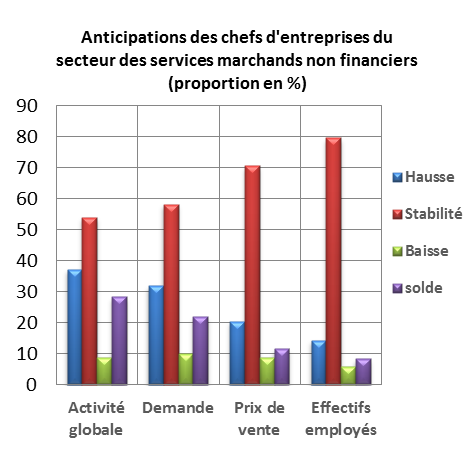 Anticipations des chefs d'entreprises du
secteur des services marchands non financiers
(proportion en %)
90
80
70
60
50
40
30
20
10
0
Hausse
Stabilité
Baisse
solde
Activité
globale
Demande
Prix de
vente
Effectifs
employés